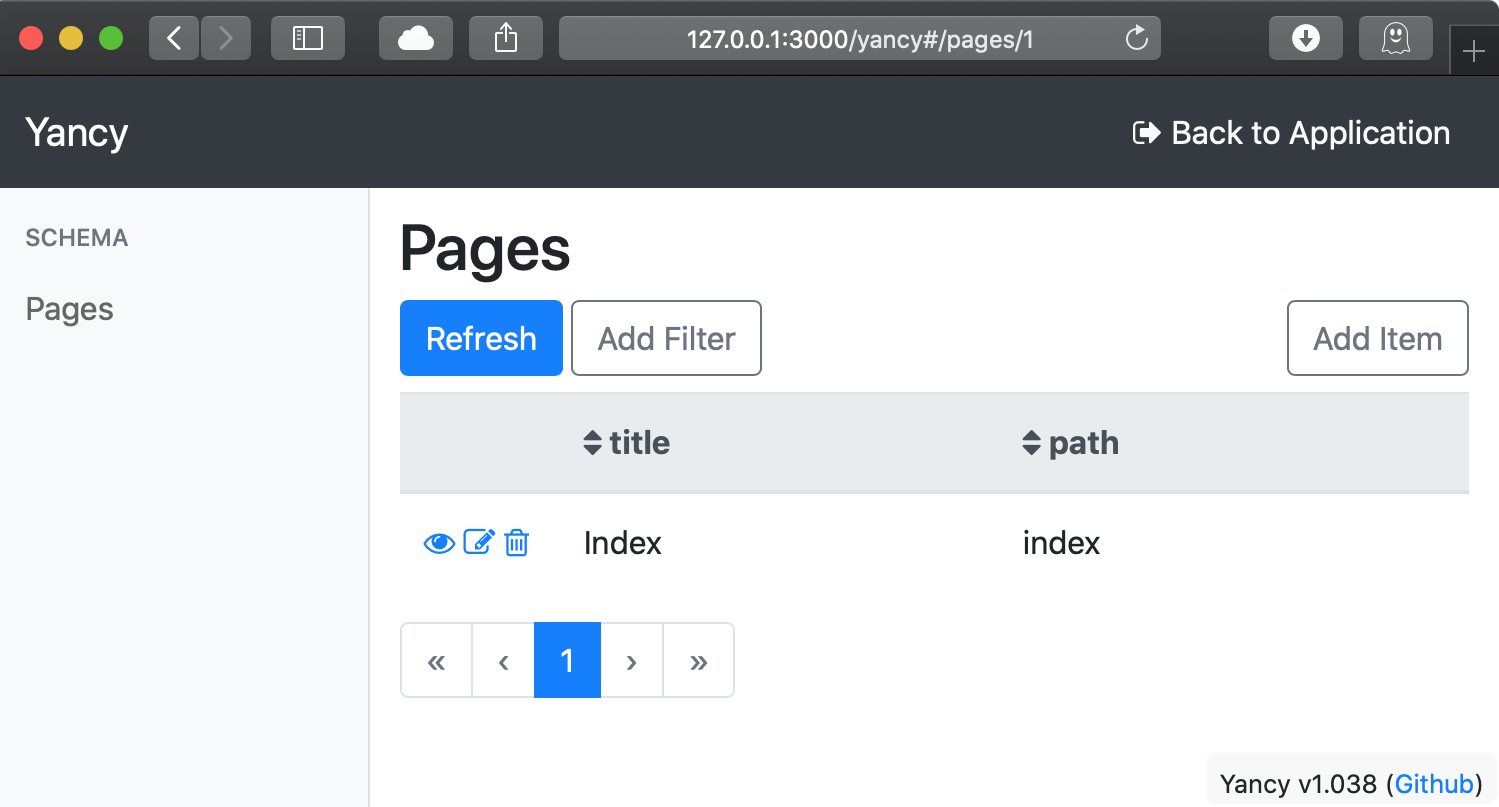 127.0.0.1:3000/yancy#/pages/1
Yancy
Back to Application
SCHEMA
Pages
Pages
Refresh
Add Filter
Add Item
title path
Index index
« ‹ 1 › »
Yancy v1.038 (Github)